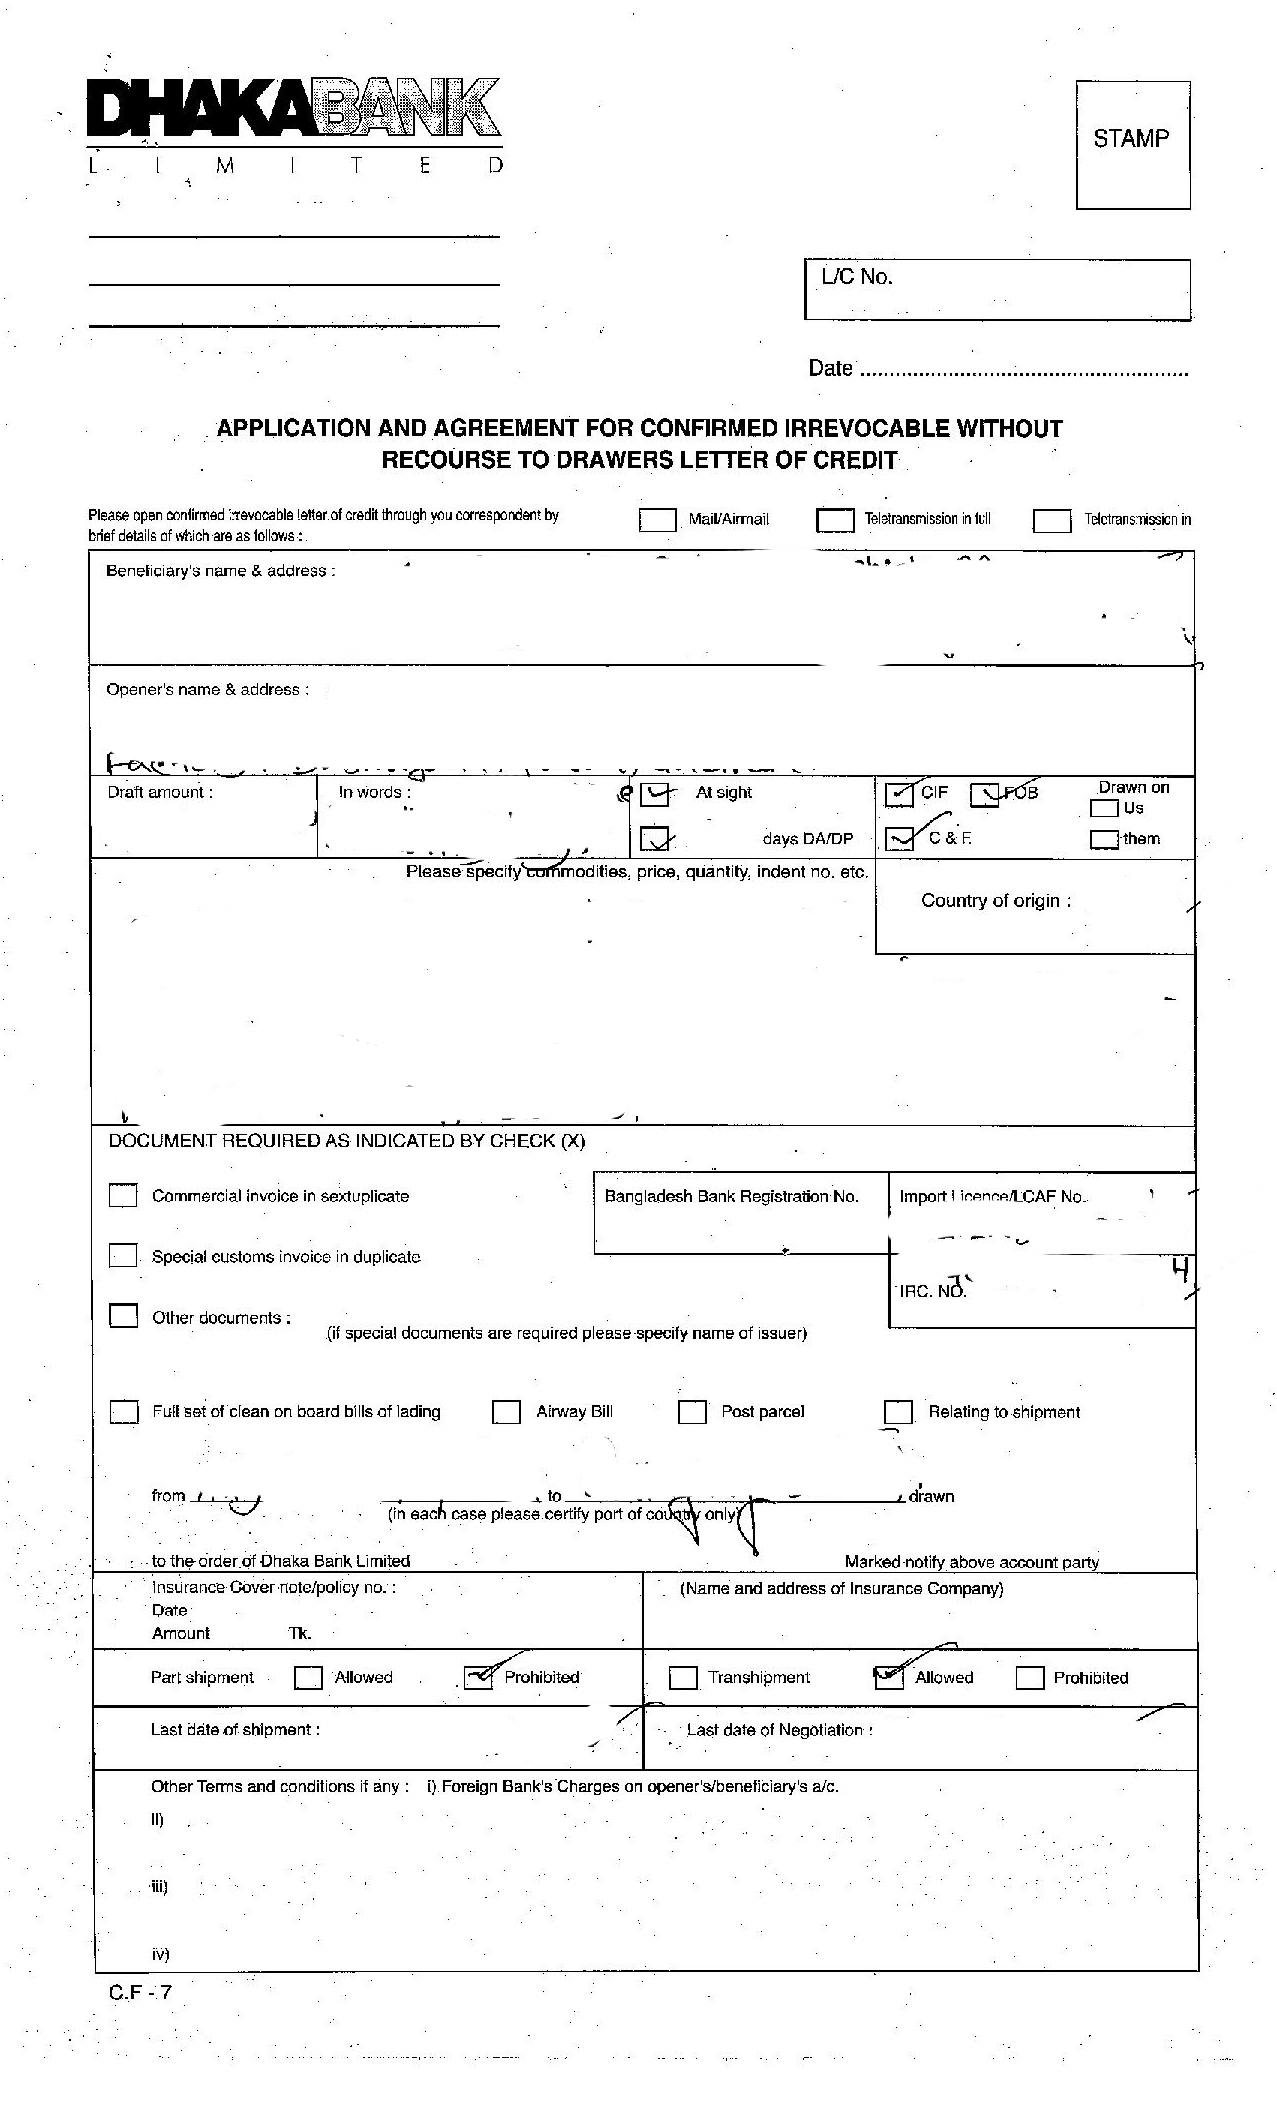 DHAKABANK
LIMITED
STAMP
L/C No.
Date
APPLICATION AND AGREEMENT FOR CONFIRMED IRREVOCABLE WITHOUT
RECOURSE TO DRAWERS LETTER OF CREDIT
Please open confirmed irrevocable letter of credit through you correspondent by
brief details of which are as follows :
Mail/Airmail Teletransmission in full Teletransmission in
Beneficiary's name & address :
Opener's name & address :
Draft amount : In words : At sight CIF FOB Drawn on
Us
days DA/DP C & F. them
Please specify commodities, price, quantity, indent no. etc.
Country of origin :
DOCUMENT REQUIRED AS INDICATED BY CHECK (X)
Commercial invoice in sextuplicate Bangladesh Bank Registration No. Import Licence/LCAF No.
Special customs invoice in duplicate
IRC. NO. 4
Other documents :
(if special documents are required please specify name of issuer)
Full set of clean on board bills of lading Airway Bill Post parcel Relating to shipment
from to drawn
(in each case please certify port of country only)
to the order of Dhaka Bank Limited Marked notify above account party
Insurance Cover note/policy no. : (Name and address of Insurance Company)
Date
Amount Tk.
Part shipment Allowed Prohibited Transhipment Allowed Prohibited
Last date of shipment : Last date of Negotiation :
Other Terms and conditions if any : i) Foreign Bank's Charges on opener's/beneficiary's a/c.
II)
iii)
iv)
C.F - 7